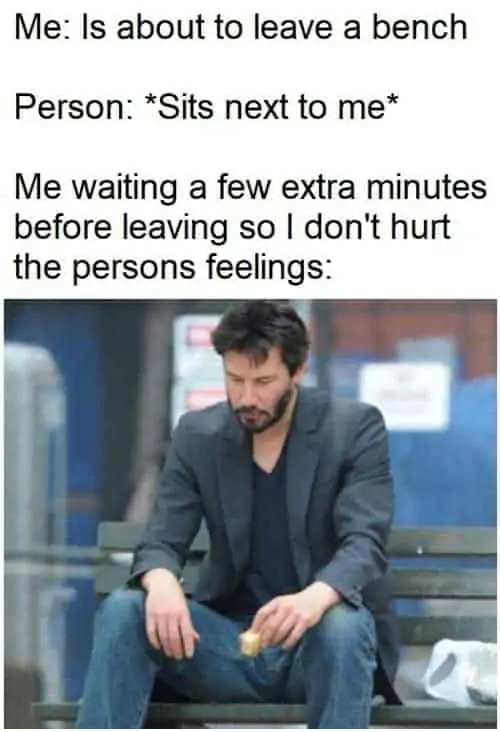 Me: Is about to leave a bench
Person: *Sits next to me*
Me waiting a few extra minutes
before leaving so I don't hurt
the persons feelings: